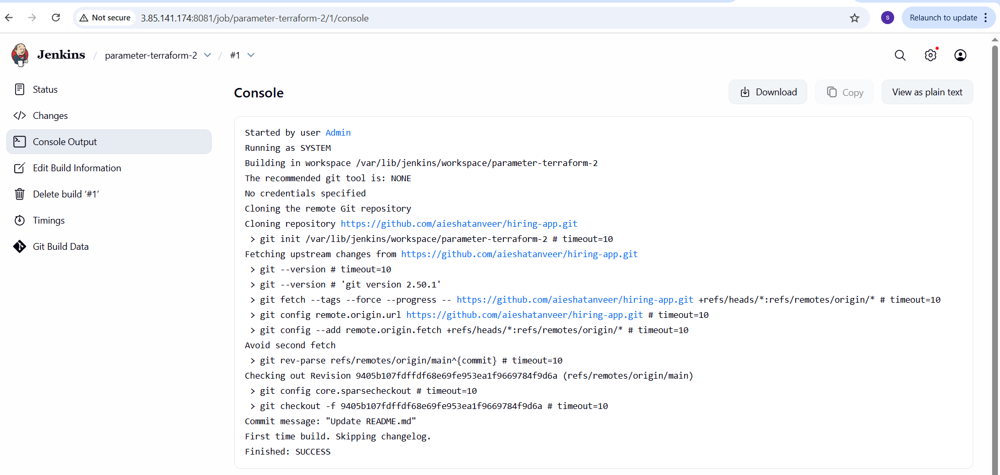 Not secure 3.85.141.174:8081/job/parameter-terraform-2/1/console S Relaunch to update
Jenkins / parameter-terraform-2 / #1
Status
Changes
Console Output
Edit Build Information
Delete build ‘#1’
Timings
Git Build Data
Console
Download
Copy
View as plain text
Started by user Admin
Running as SYSTEM
Building in workspace /var/lib/jenkins/workspace/parameter-terraform-2
The recommended git tool is: NONE
No credentials specified
Cloning the remote Git repository
Cloning repository https://github.com/aieshatanveer/hiring-app.git
 > git init /var/lib/jenkins/workspace/parameter-terraform-2 # timeout=10
Fetching upstream changes from https://github.com/aieshatanveer/hiring-app.git
 > git --version # timeout=10
 > git --version # 'git version 2.50.1'
 > git fetch --tags --force --progress -- https://github.com/aieshatanveer/hiring-app.git +refs/heads/*:refs/remotes/origin/* # timeout=10
 > git config remote.origin.url https://github.com/aieshatanveer/hiring-app.git # timeout=10
 > git config --add remote.origin.fetch +refs/heads/*:refs/remotes/origin/* # timeout=10
Avoid second fetch
 > git rev-parse refs/remotes/origin/main^{commit} # timeout=10
Checking out Revision 9405b107fdffdf68e69fe953ea1f9669784f9d6a (refs/remotes/origin/main)
 > git config core.sparsecheckout # timeout=10
 > git checkout -f 9405b107fdffdf68e69fe953ea1f9669784f9d6a # timeout=10
Commit message: "Update README.md"
First time build. Skipping changelog.
Finished: SUCCESS